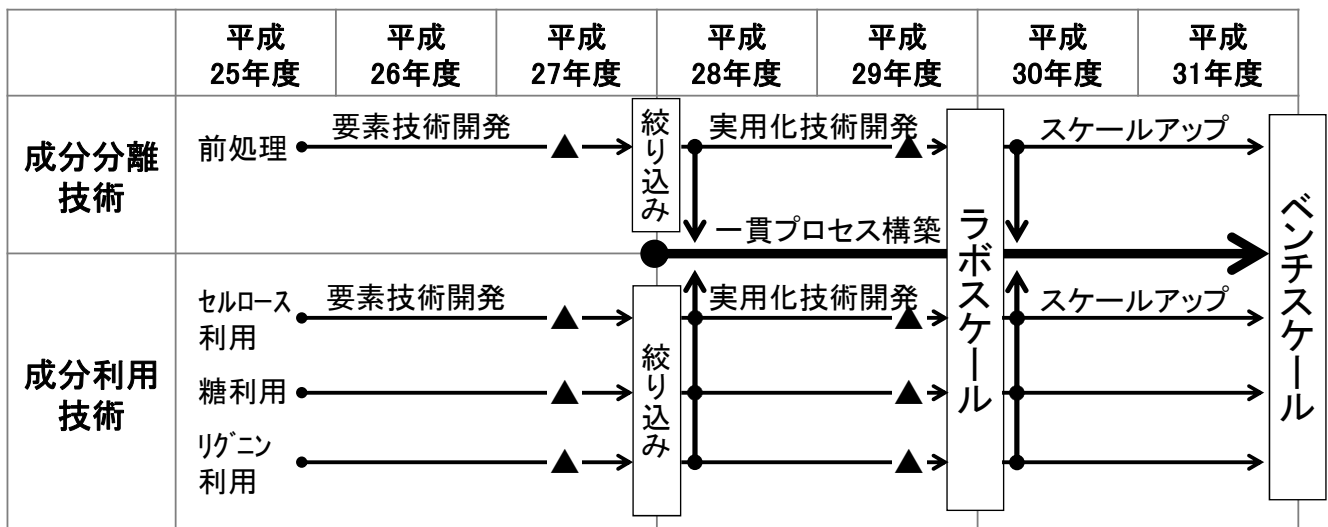 平成
25年度
平成
26年度
平成
27年度
平成
28年度
平成
29年度
平成
30年度
平成
31年度
成分分離
技術
前処理
要素技術開発
絞り込み
実用化技術開発
スケールアップ
一貫プロセス構築
ラボスケール
ベンチスケール
成分利用
技術
セルロース
利用
要素技術開発
絞り込み
実用化技術開発
スケールアップ
糖利用
リグニン
利用